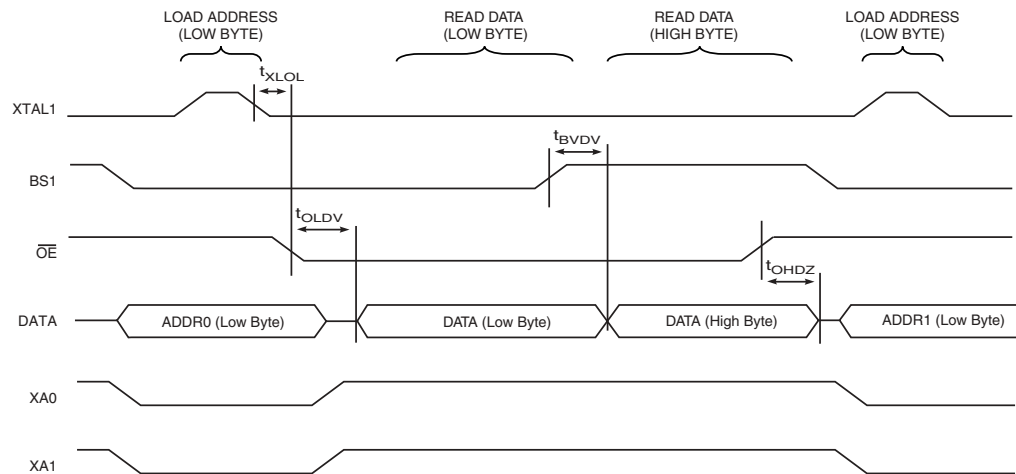 LOAD ADDRESS
(LOW BYTE)
READ DATA
(LOW BYTE)
READ DATA
(HIGH BYTE)
LOAD ADDRESS
(LOW BYTE)
tXLOL
XTAL1
tBVDV
BS1
tOLDV
OE
tOHDZ
DATA
ADDR0 (Low Byte)
DATA (Low Byte)
DATA (High Byte)
ADDR1 (Low Byte)
XA0
XA1